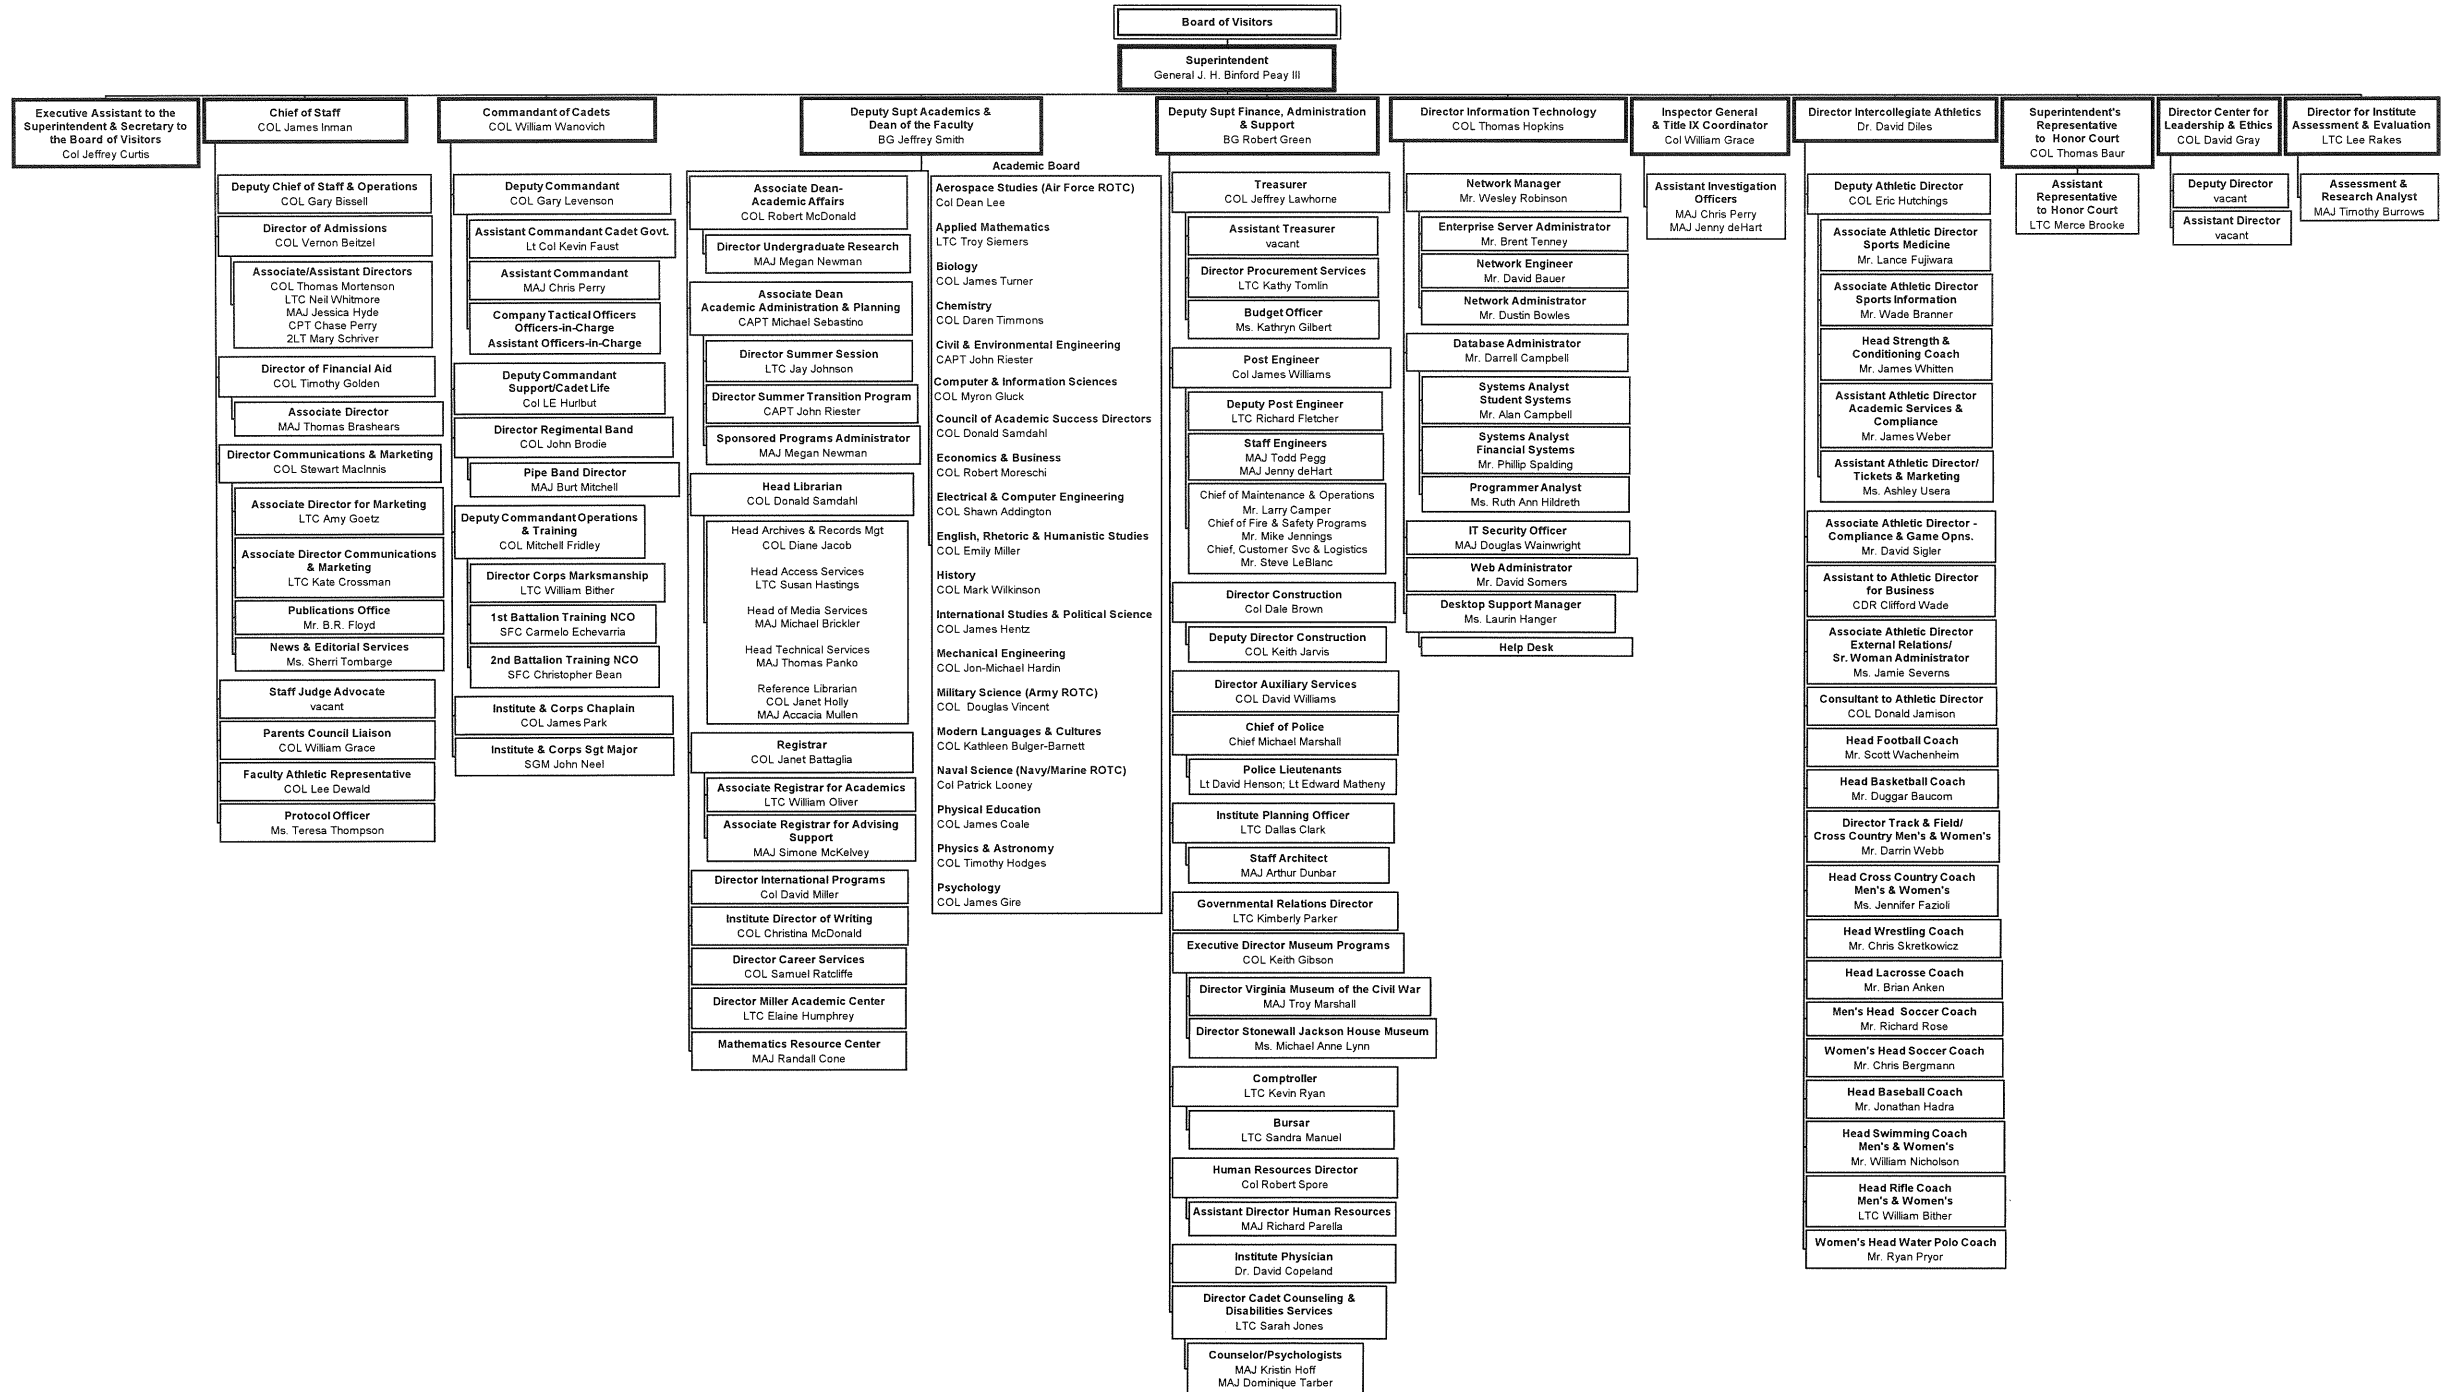 Board of Visitors
Superintendent
General J. H. Binford Peay III
Executive Assistant to the
Superintendent & Secretary to
the Board of Visitors
Col Jeffrey Curtis
Chief of Staff
COL James Inman
Deputy Chief of Staff & Operations
COL Gary Bissell
Director of Admissions
COL Vernon Beitzel
Associate/Assistant Directors
COL Thomas Mortenson
LTC Neil Whitmore
MAJ Jessica Hyde
CPT Chase Perry
2LT Mary Schriver
Director of Financial Aid
COL Timothy Golden
Associate Director
MAJ Thomas Brashears
Director Communications & Marketing
COL Stewart MacInnis
Associate Director for Marketing
LTC Amy Goetz
Associate Director Communications
& Marketing
LTC Kate Crossman
Publications Office
Mr. B.R. Floyd
News & Editorial Services
Ms. Sherri Tombarge
Staff Judge Advocate
vacant
Parents Council Liaison
COL William Grace
Faculty Athletic Representative
COL Lee Dewald
Protocol Officer
Ms. Teresa Thompson
Commandant of Cadets
COL William Wanovich
Deputy Commandant
COL Gary Levenson
Assistant Commandant Cadet Govt.
Lt Col Kevin Faust
Assistant Commandant
MAJ Chris Perry
Company Tactical Officers
Officers-in-Charge
Assistant Officers-in-Charge
Deputy Commandant
Support/Cadet Life
Col LE Hurlbut
Director Regimental Band
COL John Brodie
Pipe Band Director
MAJ Burt Mitchell
Deputy Commandant Operations
& Training
COL Mitchell Fridley
Director Corps Marksmanship
LTC William Bither
1st Battalion Training NCO
SFC Carmelo Echevarria
2nd Battalion Training NCO
SFC Christopher Bean
Institute & Corps Chaplain
COL James Park
Institute & Corps Sgt Major
SGM John Neel
Deputy Supt Academics &
Dean of the Faculty
BG Jeffrey Smith
Associate Dean-
Academic Affairs
COL Robert McDonald
Director Undergraduate Research
MAJ Megan Newman
Associate Dean
Academic Administration & Planning
CAPT Michael Sebastino
Director Summer Session
LTC Jay Johnson
Director Summer Transition Program
CAPT John Riester
Sponsored Programs Administrator
MAJ Megan Newman
Head Librarian
COL Donald Samdahl
Head Archives & Records Mgt
COL Diane Jacob
Head Access Services
LTC Susan Hastings
Head of Media Services
MAJ Michael Brickler
Head Technical Services
MAJ Thomas Panko
Reference Librarian
COL Janet Holly
MAJ Accacia Mullen
Registrar
COL Janet Battaglia
Associate Registrar for Academics
LTC William Oliver
Associate Registrar for Advising
Support
MAJ Simone McKelvey
Director International Programs
Col David Miller
Institute Director of Writing
COL Christina McDonald
Director Career Services
COL Samuel Ratcliffe
Director Miller Academic Center
LTC Elaine Humphrey
Mathematics Resource Center
MAJ Randall Cone
Academic Board
Aerospace Studies (Air Force ROTC)
Col Dean Lee
Applied Mathematics
LTC Troy Siemers
Biology
COL James Turner
Chemistry
COL Daren Timmons
Civil & Environmental Engineering
CAPT John Riester
Computer & Information Sciences
COL Myron Gluck
Council of Academic Success Directors
COL Donald Samdahl
Economics & Business
COL Robert Moreschi
Electrical & Computer Engineering
COL Shawn Addington
English, Rhetoric & Humanistic Studies
COL Emily Miller
History
COL Mark Wilkinson
International Studies & Political Science
COL James Hentz
Mechanical Engineering
COL Jon-Michael Hardin
Military Science (Army ROTC)
COL Douglas Vincent
Modern Languages & Cultures
COL Kathleen Bulger-Barnett
Naval Science (Navy/Marine ROTC)
Col Patrick Looney
Physical Education
COL James Coale
Physics & Astronomy
COL Timothy Hodges
Psychology
COL James Gire
Deputy Supt Finance, Administration
& Support
BG Robert Green
Treasurer
COL Jeffrey Lawhorne
Assistant Treasurer
vacant
Director Procurement Services
LTC Kathy Tomlin
Budget Officer
Ms. Kathryn Gilbert
Post Engineer
Col James Williams
Deputy Post Engineer
LTC Richard Fletcher
Staff Engineers
MAJ Todd Pegg
MAJ Jenny deHart
Chief of Maintenance & Operations
Mr. Larry Camper
Chief of Fire & Safety Programs
Mr. Mike Jennings
Chief, Customer Svc & Logistics
Mr. Steve LeBlanc
Director Construction
Col Dale Brown
Deputy Director Construction
COL Keith Jarvis
Director Auxiliary Services
COL David Williams
Chief of Police
Chief Michael Marshall
Police Lieutenants
Lt David Henson; Lt Edward Matheny
Institute Planning Officer
LTC Dallas Clark
Staff Architect
MAJ Arthur Dunbar
Governmental Relations Director
LTC Kimberly Parker
Executive Director Museum Programs
COL Keith Gibson
Director Virginia Museum of the Civil War
MAJ Troy Marshall
Director Stonewall Jackson House Museum
Ms. Michael Anne Lynn
Comptroller
LTC Kevin Ryan
Bursar
LTC Sandra Manuel
Human Resources Director
Col Robert Spore
Assistant Director Human Resources
MAJ Richard Parella
Institute Physician
Dr. David Copeland
Director Cadet Counseling &
Disabilities Services
LTC Sarah Jones
Counselor/Psychologists
MAJ Kristin Hoff
MAJ Dominique Tarber
Director Information Technology
COL Thomas Hopkins
Network Manager
Mr. Wesley Robinson
Enterprise Server Administrator
Mr. Brent Tenney
Network Engineer
Mr. David Bauer
Network Administrator
Mr. Dustin Bowles
Database Administrator
Mr. Darrell Campbell
Systems Analyst
Student Systems
Mr. Alan Campbell
Systems Analyst
Financial Systems
Mr. Phillip Spalding
Programmer Analyst
Ms. Ruth Ann Hildreth
IT Security Officer
MAJ Douglas Wainwright
Web Administrator
Mr. David Somers
Desktop Support Manager
Ms. Laurin Hanger
Help Desk
Inspector General
& Title IX Coordinator
Col William Grace
Assistant Investigation
Officers
MAJ Chris Perry
MAJ Jenny deHart
Director Intercollegiate Athletics
Dr. David Diles
Deputy Athletic Director
COL Eric Hutchings
Associate Athletic Director
Sports Medicine
Mr. Lance Fujiwara
Associate Athletic Director
Sports Information
Mr. Wade Branner
Head Strength &
Conditioning Coach
Mr. James Whitten
Assistant Athletic Director
Academic Services &
Compliance
Mr. James Weber
Assistant Athletic Director/
Tickets & Marketing
Ms. Ashley Usera
Associate Athletic Director -
Compliance & Game Opns.
Mr. David Sigler
Assistant to Athletic Director
for Business
CDR Clifford Wade
Associate Athletic Director
External Relations/
Sr. Woman Administrator
Ms. Jamie Severns
Consultant to Athletic Director
COL Donald Jamison
Head Football Coach
Mr. Scott Wachenheim
Head Basketball Coach
Mr. Duggar Baucom
Director Track & Field/
Cross Country Men's & Women's
Mr. Darrin Webb
Head Cross Country Coach
Men's & Women's
Ms. Jennifer Fazioli
Head Wrestling Coach
Mr. Chris Skretkowicz
Head Lacrosse Coach
Mr. Brian Anken
Men's Head Soccer Coach
Mr. Richard Rose
Women's Head Soccer Coach
Mr. Chris Bergmann
Head Baseball Coach
Mr. Jonathan Hadra
Head Swimming Coach
Men's & Women's
Mr. William Nicholson
Head Rifle Coach
Men's & Women's
LTC William Bither
Women's Head Water Polo Coach
Mr. Ryan Pryor
Superintendent's
Representative
to Honor Court
COL Thomas Baur
Assistant
Representative
to Honor Court
LTC Merce Brooke
Director Center for
Leadership & Ethics
COL David Gray
Deputy Director
vacant
Assistant Director
vacant
Director for Institute
Assessment & Evaluation
LTC Lee Rakes
Assessment &
Research Analyst
MAJ Timothy Burrows